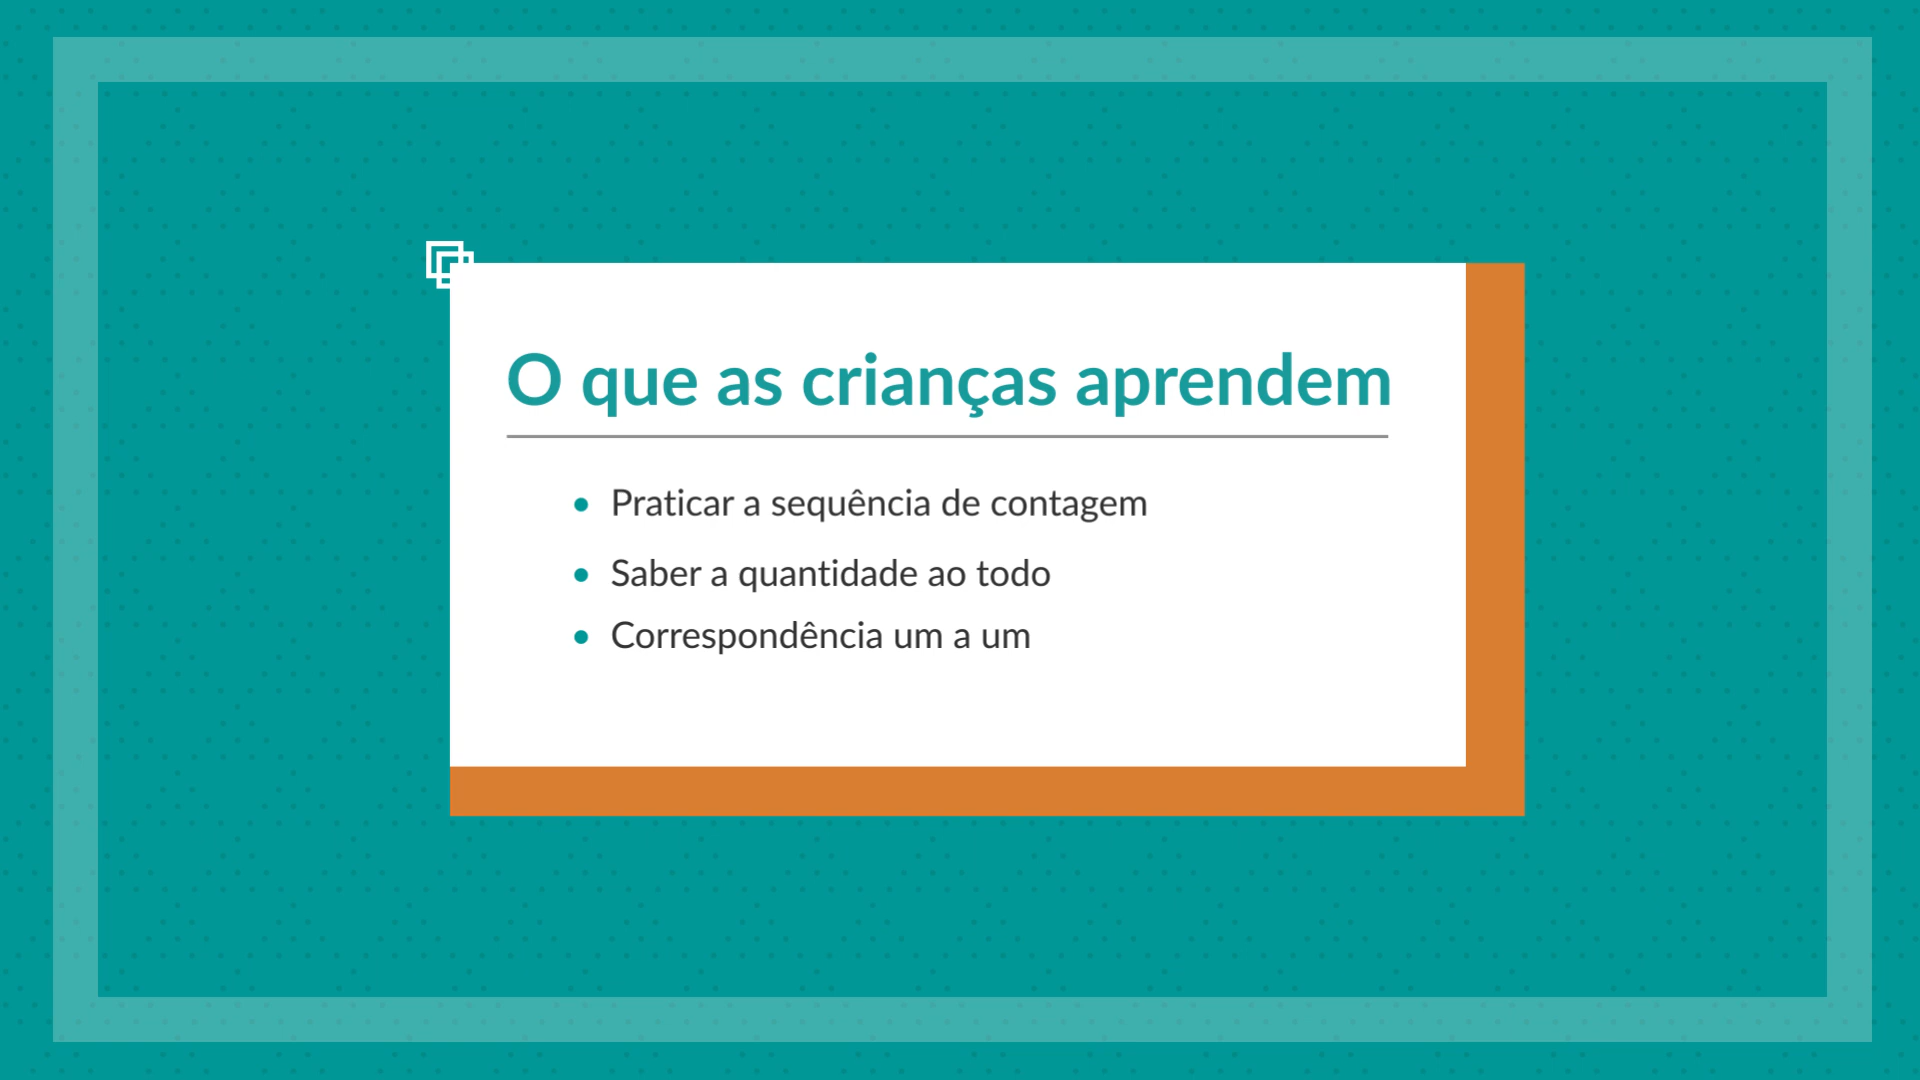 O que as crianças aprendem
• Praticar a sequência de contagem
• Saber a quantidade ao todo
• Correspondência um a um